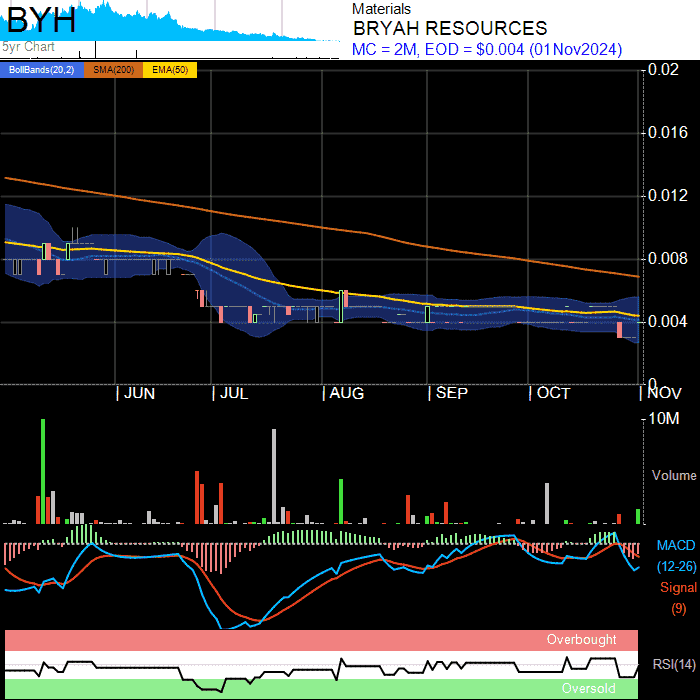 BYH
5yr Chart
Materials
BRYAH RESOURCES
MC = 2M, EOD = $0.004 (01Nov2024)
BollBands(20,2) SMA(200) EMA(50)
0.02
0.016
0.012
0.008
0.004
0
JUN JUL AUG SEP OCT NOV
10M
Volume
MACD
(12-26)
Signal
(9)
Overbought
RSI(14)
Oversold